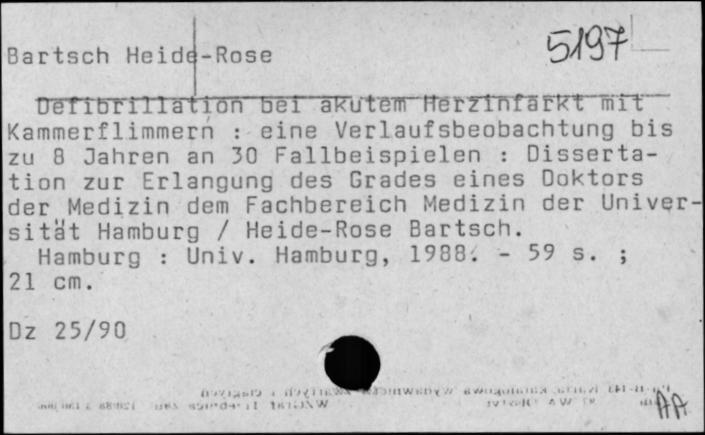 5197
Bartsch Heide-Rose
Defibrillation bei akutem Herzinfarkt mit
Kammerflimmern : eine Verlaufsbeobachtung bis
zu 8 Jahren an 30 Fallbeispielen : Disserta-
tion zur Erlangung des Grades eines Doktors
der Medizin dem Fachbereich Medizin der Univer-
sität Hamburg / Heide-Rose Bartsch.
Hamburg : Univ. Hamburg, 1988. - 59 s. ;
21 cm.
Dz 25/90
AA